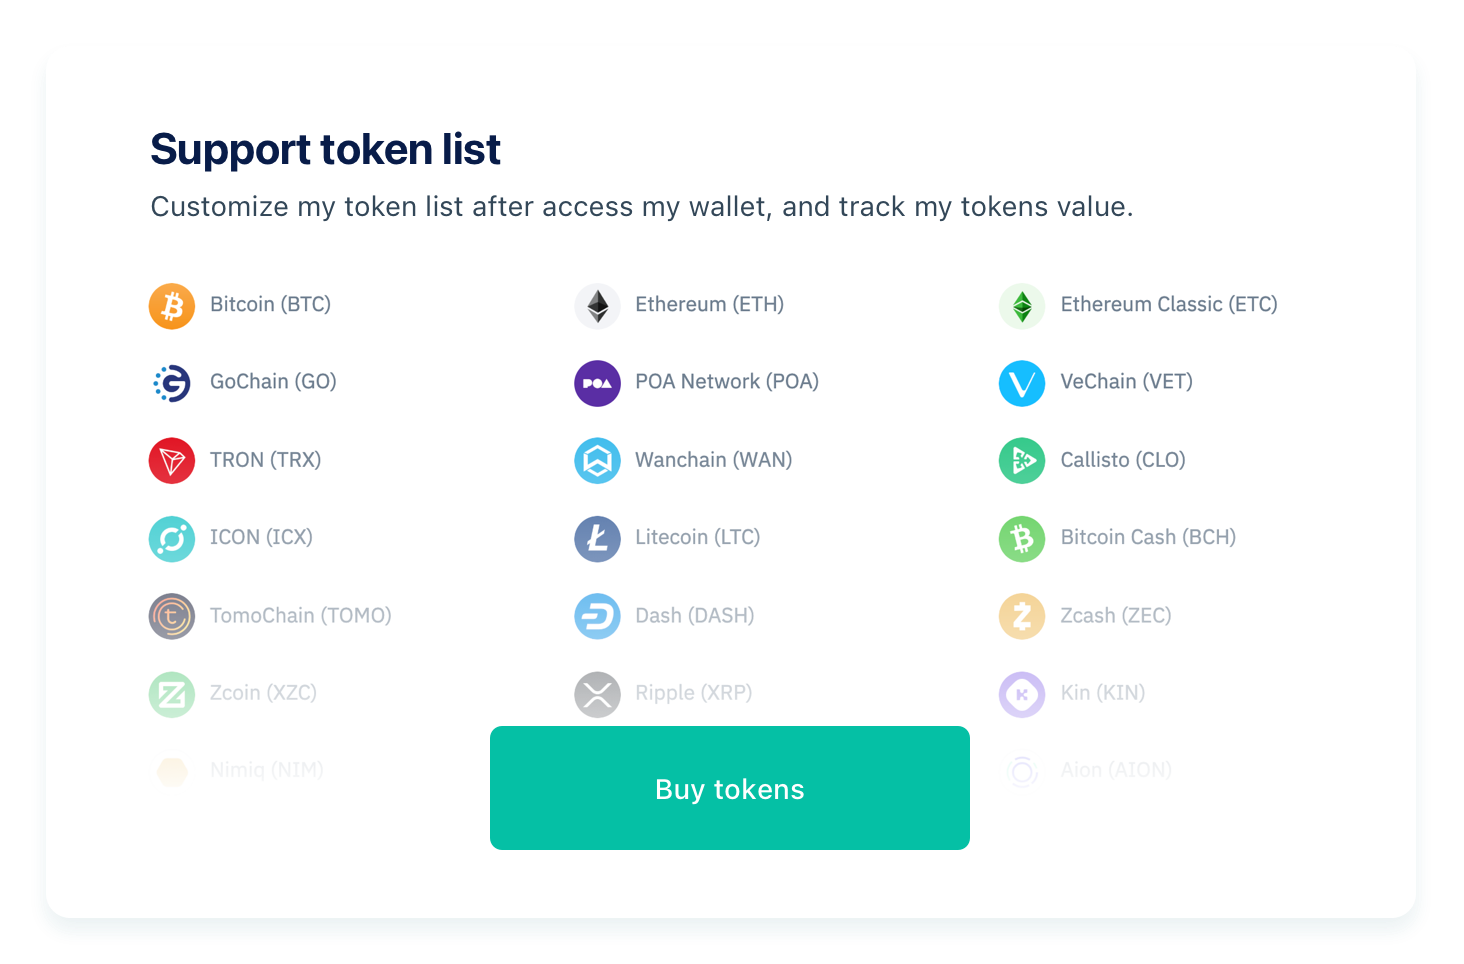 Support token list
Customize my token list after access my wallet, and track my tokens value.
Bitcoin (BTC)
Ethereum (ETH)
Ethereum Classic (ETC)
GoChain (GO)
POA
POA Network (POA)
VeChain (VET)
TRON (TRX)
Wanchain (WAN)
Callisto (CLO)
ICON (ICX)
Litecoin (LTC)
Bitcoin Cash (BCH)
TomoChain (TOMO)
Dash (DASH)
Zcash (ZEC)
Zcoin (XZC)
Ripple (XRP)
Kin (KIN)
Nimiq (NIM)
Aion (AION)
Buy tokens